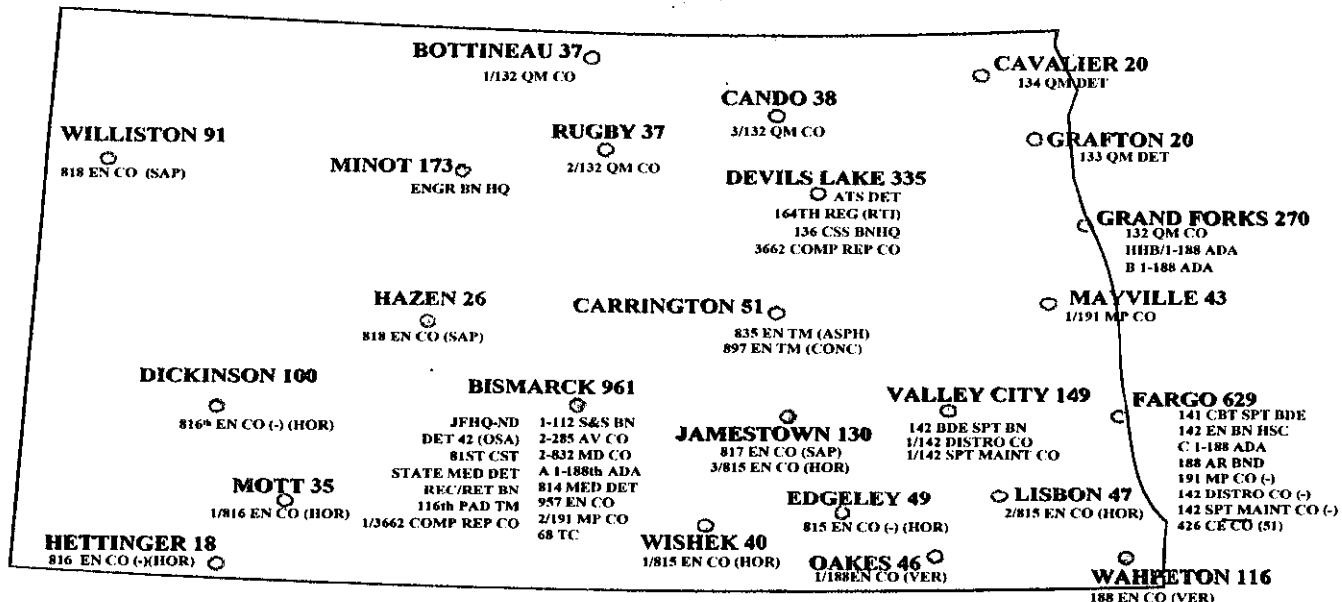 BOTTINEAU 37
1/132 QM CO
CAVALIER 20
134 QM DET
CANDO 38
3/132 QM CO
WILLISTON 91
818 EN CO (SAP)
RUGBY 37
2/132 QM CO
GRAFTON 20
133 QM DET
MINOT 173
ENGR BN HQ
DEVILS LAKE 335
ATS DET
164TH REG (RTI)
136 CSS BNHQ
3662 COMP REP CO
GRAND FORKS 270
132 QM CO
HHB/1-188 ADA
B 1-188 ADA
HAZEN 26
818 EN CO (SAP)
CARRINGTON 51
835 EN TM (ASPH)
897 EN TM (CONC)
MAYVILLE 43
1/191 MP CO
DICKINSON 100
816th EN CO (-) (HOR)
BISMARCK 961
JFHQ-ND
DET 42 (OSA)
81ST CST
STATE MED DET
REC/RET BN
116th PAD TM
1/3662 COMP REP CO
1-112 S&S BN
2-285 AV CO
2-832 MD CO
A 1-188th ADA
814 MED DET
957 EN CO
2/191 MP CO
68 TC
JAMESTOWN 130
817 EN CO (SAP)
3/815 EN CO (HOR)
VALLEY CITY 149
142 BDE SPT BN
1/142 DISTRO CO
1/142 SPT MAINT CO
FARGO 629
141 CBT SPT BDE
142 EN BN HSC
C 1-188 ADA
188 AR BND
191 MP CO (-)
142 DISTRO CO (-)
142 SPT MAINT CO (-)
426 CE CO (51)
MOTT 35
1/816 EN CO (HOR)
EDGELEY 49
815 EN CO (-) (HOR)
LISBON 47
2/815 EN CO (HOR)
HETTINGER 18
816 EN CO (-)(HOR)
WISHEK 40
1/815 EN CO (HOR)
OAKES 46
1/188EN CO (VER)
WAHPETON 116
188 EN CO (VER)